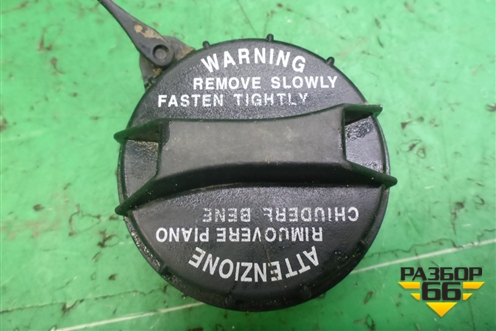 WARNING
REMOVE SLOWLY
FASTEN TIGHTLY
ATTENZIONE
RIMUOVERE PIANO
CHIUDERE BENE
РАЗБОР
66